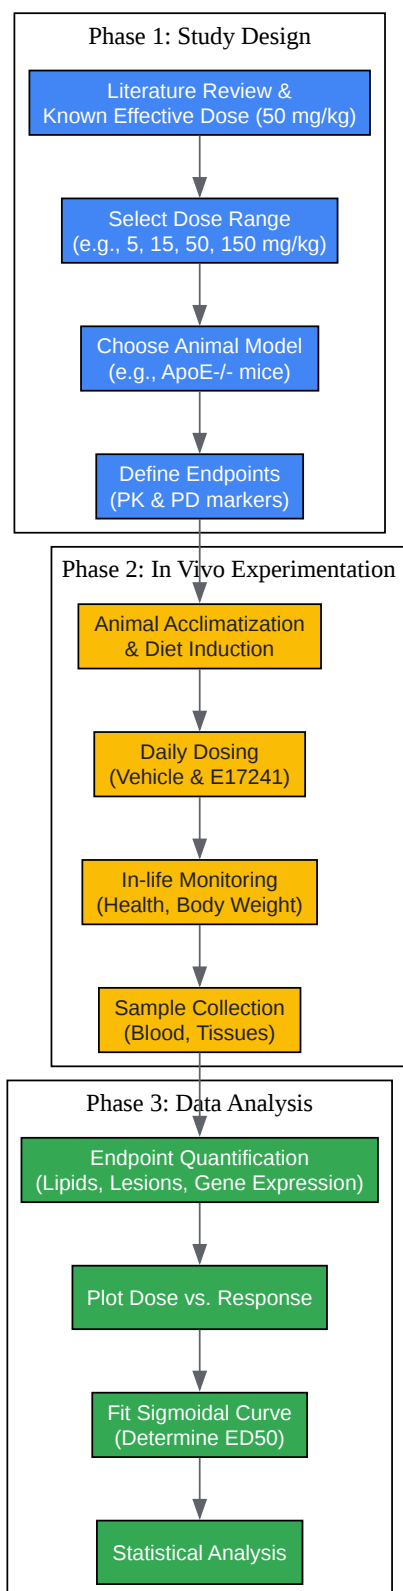 Phase 1: Study Design
Literature Review &
Known Effective Dose (50 mg/kg)
Select Dose Range
(e.g., 5, 15, 50, 150 mg/kg)
Choose Animal Model
(e.g., ApoE-/- mice)
Define Endpoints
(PK & PD markers)
Phase 2: In Vivo Experimentation
Animal Acclimatization
& Diet Induction
Daily Dosing
(Vehicle & E17241)
In-life Monitoring
(Health, Body Weight)
Sample Collection
(Blood, Tissues)
Phase 3: Data Analysis
Endpoint Quantification
(Lipids, Lesions, Gene Expression)
Plot Dose vs. Response
Fit Sigmoidal Curve
(Determine ED50)
Statistical Analysis